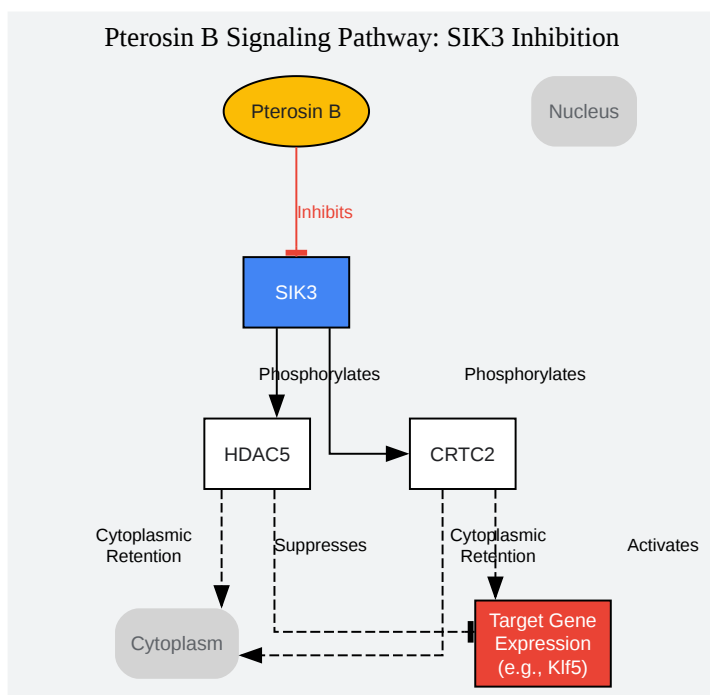 Pterosin B Signaling Pathway: SIK3 Inhibition
Pterosin B
Nucleus
Inhibits
SIK3
Phosphorylates
Phosphorylates
HDAC5
CRTC2
Cytoplasmic
Retention
Suppresses
Cytoplasmic
Retention
Activates
Cytoplasm
Target Gene
Expression
(e.g., Klf5)